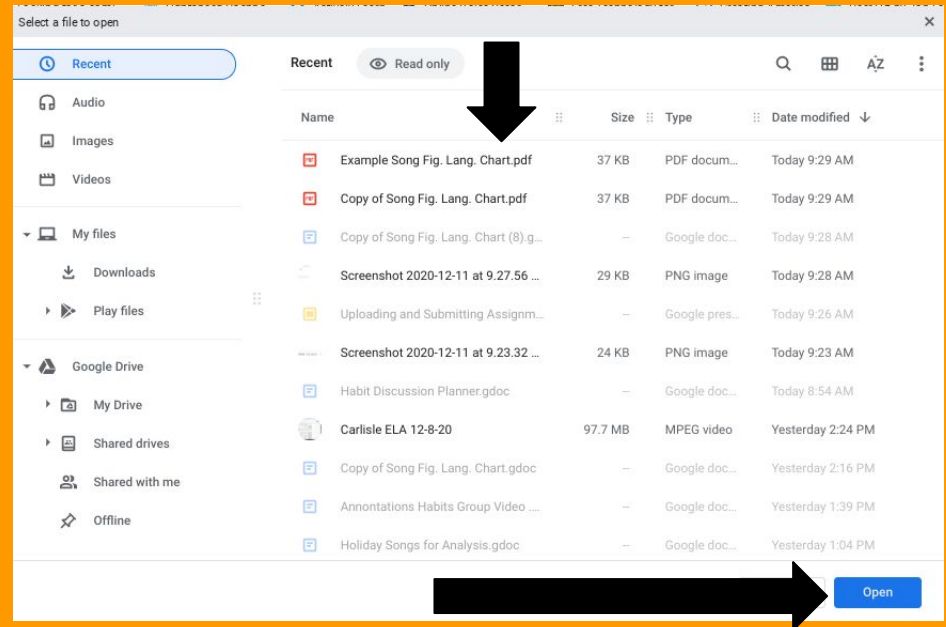 Select a file to open
Recent
Audio
Images
Videos
My files
Downloads
Play files
Google Drive
My Drive
Shared drives
Shared with me
Offline
Recent Read only
Name Size Type Date modified
Example Song Fig. Lang. Chart.pdf 37 KB PDF docum... Today 9:29 AM
Copy of Song Fig. Lang. Chart.pdf 37 KB PDF docum... Today 9:29 AM
Copy of Song Fig. Lang. Chart (8).g... -- Google doc... Today 9:28 AM
Screenshot 2020-12-11 at 9.27.56 ... 29 KB PNG image Today 9:28 AM
Uploading and Submitting Assignm... -- Google pres... Today 9:26 AM
Screenshot 2020-12-11 at 9.23.32 ... 24 KB PNG image Today 9:23 AM
Habit Discussion Planner.gdoc -- Google doc... Today 8:54 AM
Carlisle ELA 12-8-20 97.7 MB MPEG video Yesterday 2:24 PM
Copy of Song Fig. Lang. Chart.gdoc -- Google doc... Yesterday 2:16 PM
Annontations Habits Group Video .... -- Google doc... Yesterday 1:39 PM
Holiday Songs for Analysis.gdoc -- Google doc... Yesterday 1:04 PM
Open